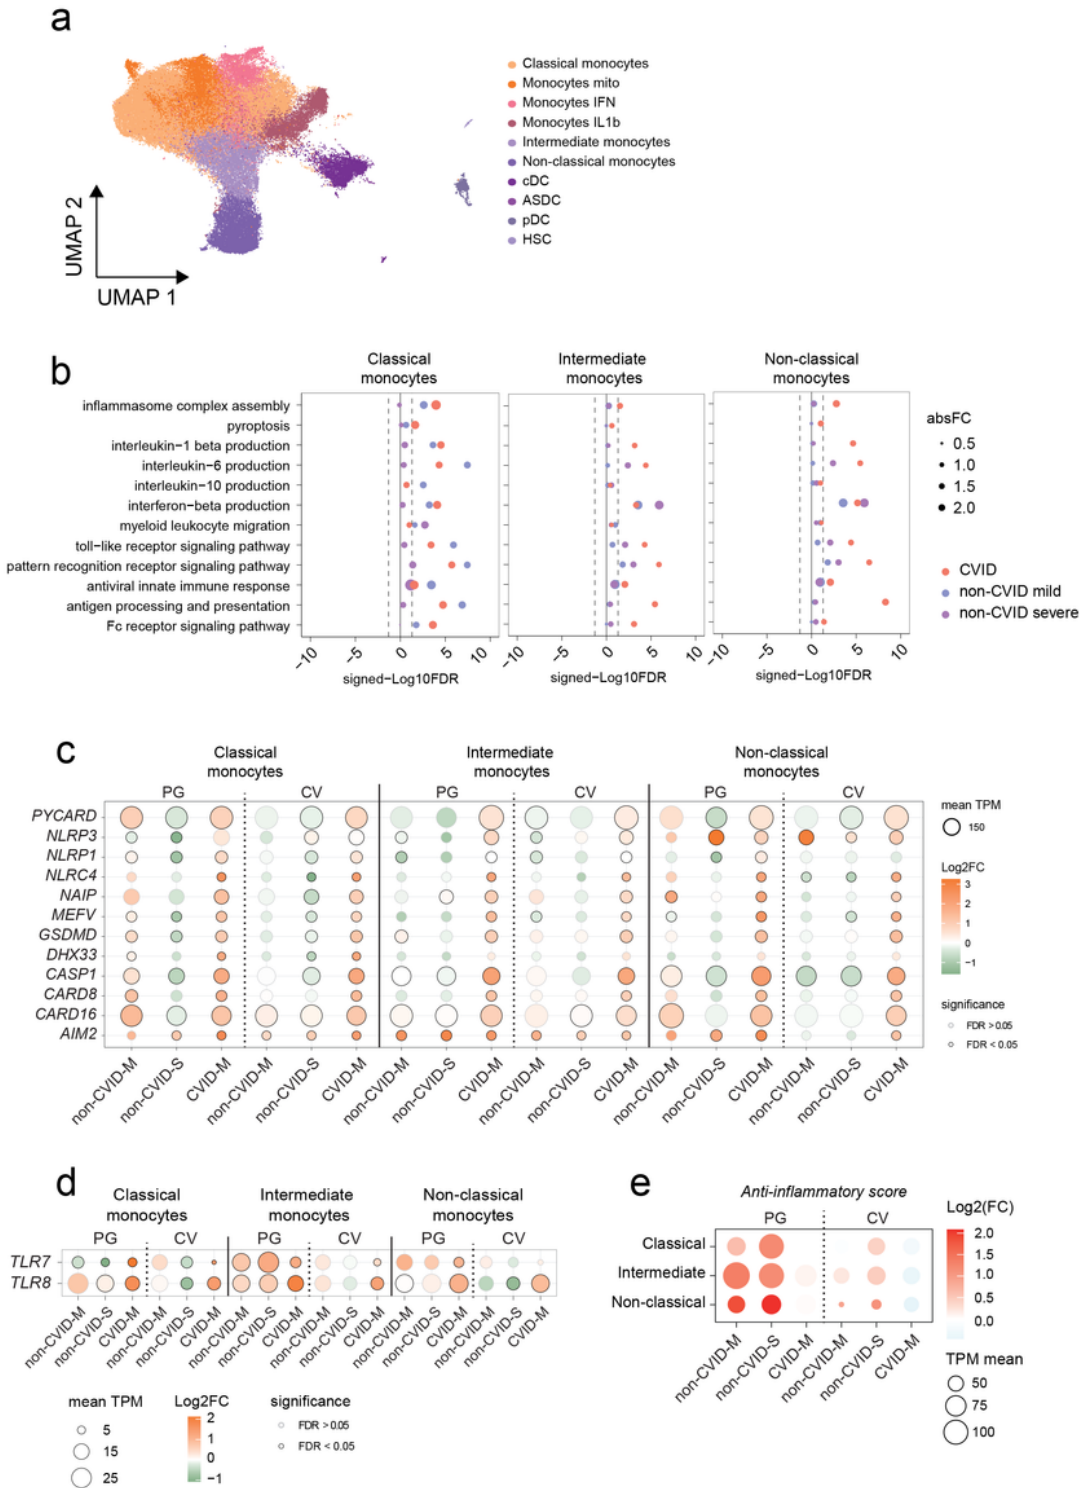 a
Classical monocytes
Monocytes mito
Monocytes IFN
Monocytes IL1b
Intermediate monocytes
Non-classical monocytes
cDC
ASDC
pDC
HSC
UMAP 2
UMAP 1
b
Classical monocytes
Intermediate monocytes
Non-classical monocytes
inflammasome complex assembly
pyroptosis
interleukin-1 beta production
interleukin-6 production
interleukin-10 production
interferon-beta production
myeloid leukocyte migration
toll-like receptor signaling pathway
pattern recognition receptor signaling pathway
antiviral innate immune response
antigen processing and presentation
Fc receptor signaling pathway
-10 -5 0 5 10
-10 -5 0 5 10
-10 -5 0 5 10
signed-Log10FDR
signed-Log10FDR
signed-Log10FDR
absFC
0.5
1.0
1.5
2.0
CVID
non-CVID mild
non-CVID severe
c
Classical monocytes
Intermediate monocytes
Non-classical monocytes
PG CV PG CV PG CV
PYCARD
NLRP3
NLRP1
NLRC4
NAIP
MEFV
GSDMD
DHX33
CASP1
CARD8
CARD16
AIM2
non-CVID-M non-CVID-S CVID-M non-CVID-M non-CVID-S CVID-M non-CVID-M non-CVID-S CVID-M non-CVID-M non-CVID-S CVID-M non-CVID-M non-CVID-S CVID-M non-CVID-M non-CVID-S CVID-M
mean TPM
150
Log2FC
3
2
1
0
-1
significance
FDR > 0.05
FDR < 0.05
d
Classical monocytes
Intermediate monocytes
Non-classical monocytes
PG CV PG CV PG CV
TLR7
TLR8
non-CVID-M non-CVID-S CVID-M non-CVID-M non-CVID-S CVID-M non-CVID-M non-CVID-S CVID-M non-CVID-M non-CVID-S CVID-M non-CVID-M non-CVID-S CVID-M non-CVID-M non-CVID-S CVID-M
mean TPM
5
15
25
Log2FC
2
1
0
-1
significance
FDR > 0.05
FDR < 0.05
e
Anti-inflammatory score
PG CV
Classical
Intermediate
Non-classical
non-CVID-M non-CVID-S CVID-M non-CVID-M non-CVID-S CVID-M
Log2(FC)
2.0
1.5
1.0
0.5
0.0
TPM mean
50
75
100